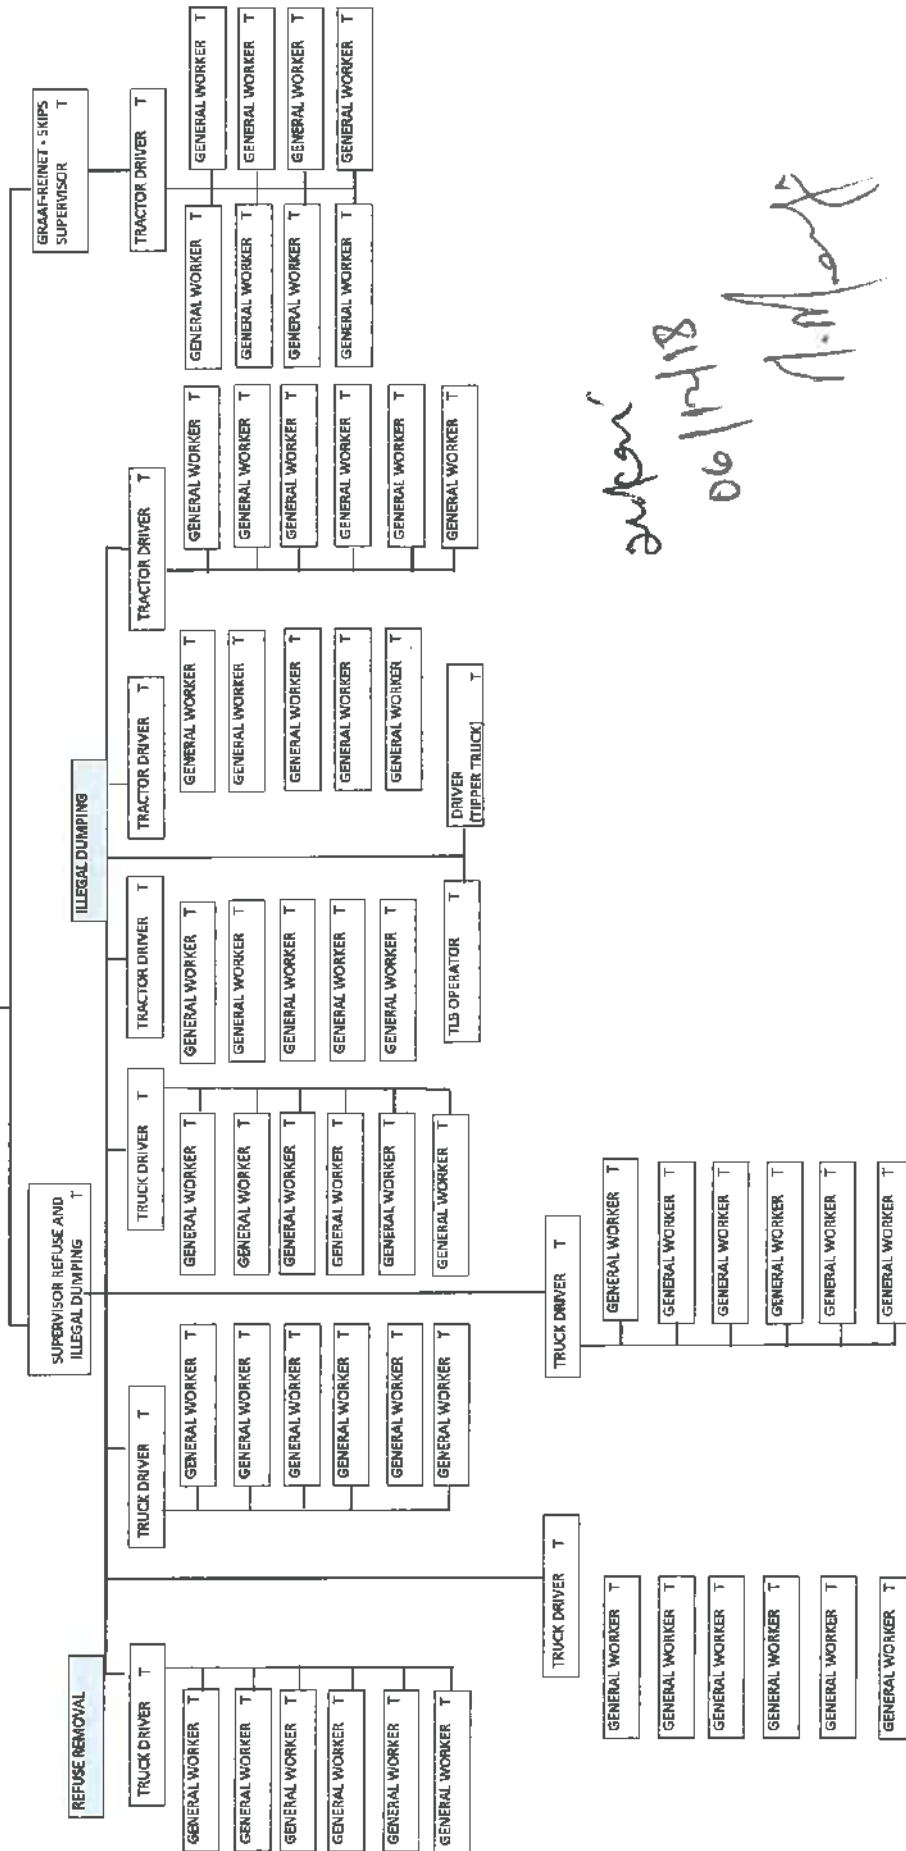 SUPERVISOR REFUSE AND
ILLEGAL DUMPING T
GRAAF-REINET - SKIPS
SUPERVISOR T
REFUSE REMOVAL
ILLEGAL DUMPING
TRUCK DRIVER T
GENERAL WORKER T
GENERAL WORKER T
GENERAL WORKER T
GENERAL WORKER T
GENERAL WORKER T
GENERAL WORKER T
TRUCK DRIVER T
GENERAL WORKER T
GENERAL WORKER T
GENERAL WORKER T
GENERAL WORKER T
GENERAL WORKER T
GENERAL WORKER T
TRUCK DRIVER T
GENERAL WORKER T
GENERAL WORKER T
GENERAL WORKER T
GENERAL WORKER T
GENERAL WORKER T
GENERAL WORKER T
TRACTOR DRIVER T
GENERAL WORKER T
GENERAL WORKER T
GENERAL WORKER T
GENERAL WORKER T
GENERAL WORKER T
TLB OPERATOR T
TRACTOR DRIVER T
GENERAL WORKER T
GENERAL WORKER T
GENERAL WORKER T
GENERAL WORKER T
GENERAL WORKER T
DRIVER
(TIPPER TRUCK) T
TRACTOR DRIVER T
GENERAL WORKER T
GENERAL WORKER T
GENERAL WORKER T
GENERAL WORKER T
GENERAL WORKER T
GENERAL WORKER T
TRACTOR DRIVER T
GENERAL WORKER T
GENERAL WORKER T
GENERAL WORKER T
GENERAL WORKER T
GENERAL WORKER T
GENERAL WORKER T
GENERAL WORKER T
GENERAL WORKER T
TRUCK DRIVER T
GENERAL WORKER T
GENERAL WORKER T
GENERAL WORKER T
GENERAL WORKER T
GENERAL WORKER T
GENERAL WORKER T
TRUCK DRIVER T
GENERAL WORKER T
GENERAL WORKER T
GENERAL WORKER T
GENERAL WORKER T
GENERAL WORKER T
GENERAL WORKER T